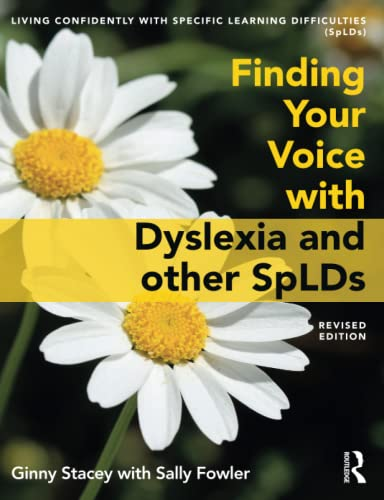 LIVING CONFIDENTLY WITH SPECIFIC LEARNING DIFFICULTIES
(SpLDs)
Finding
Your
Voice
with
Dyslexia and
other SpLDs
REVISED
EDITION
Ginny Stacey with Sally Fowler
R
ROUTLEDGE